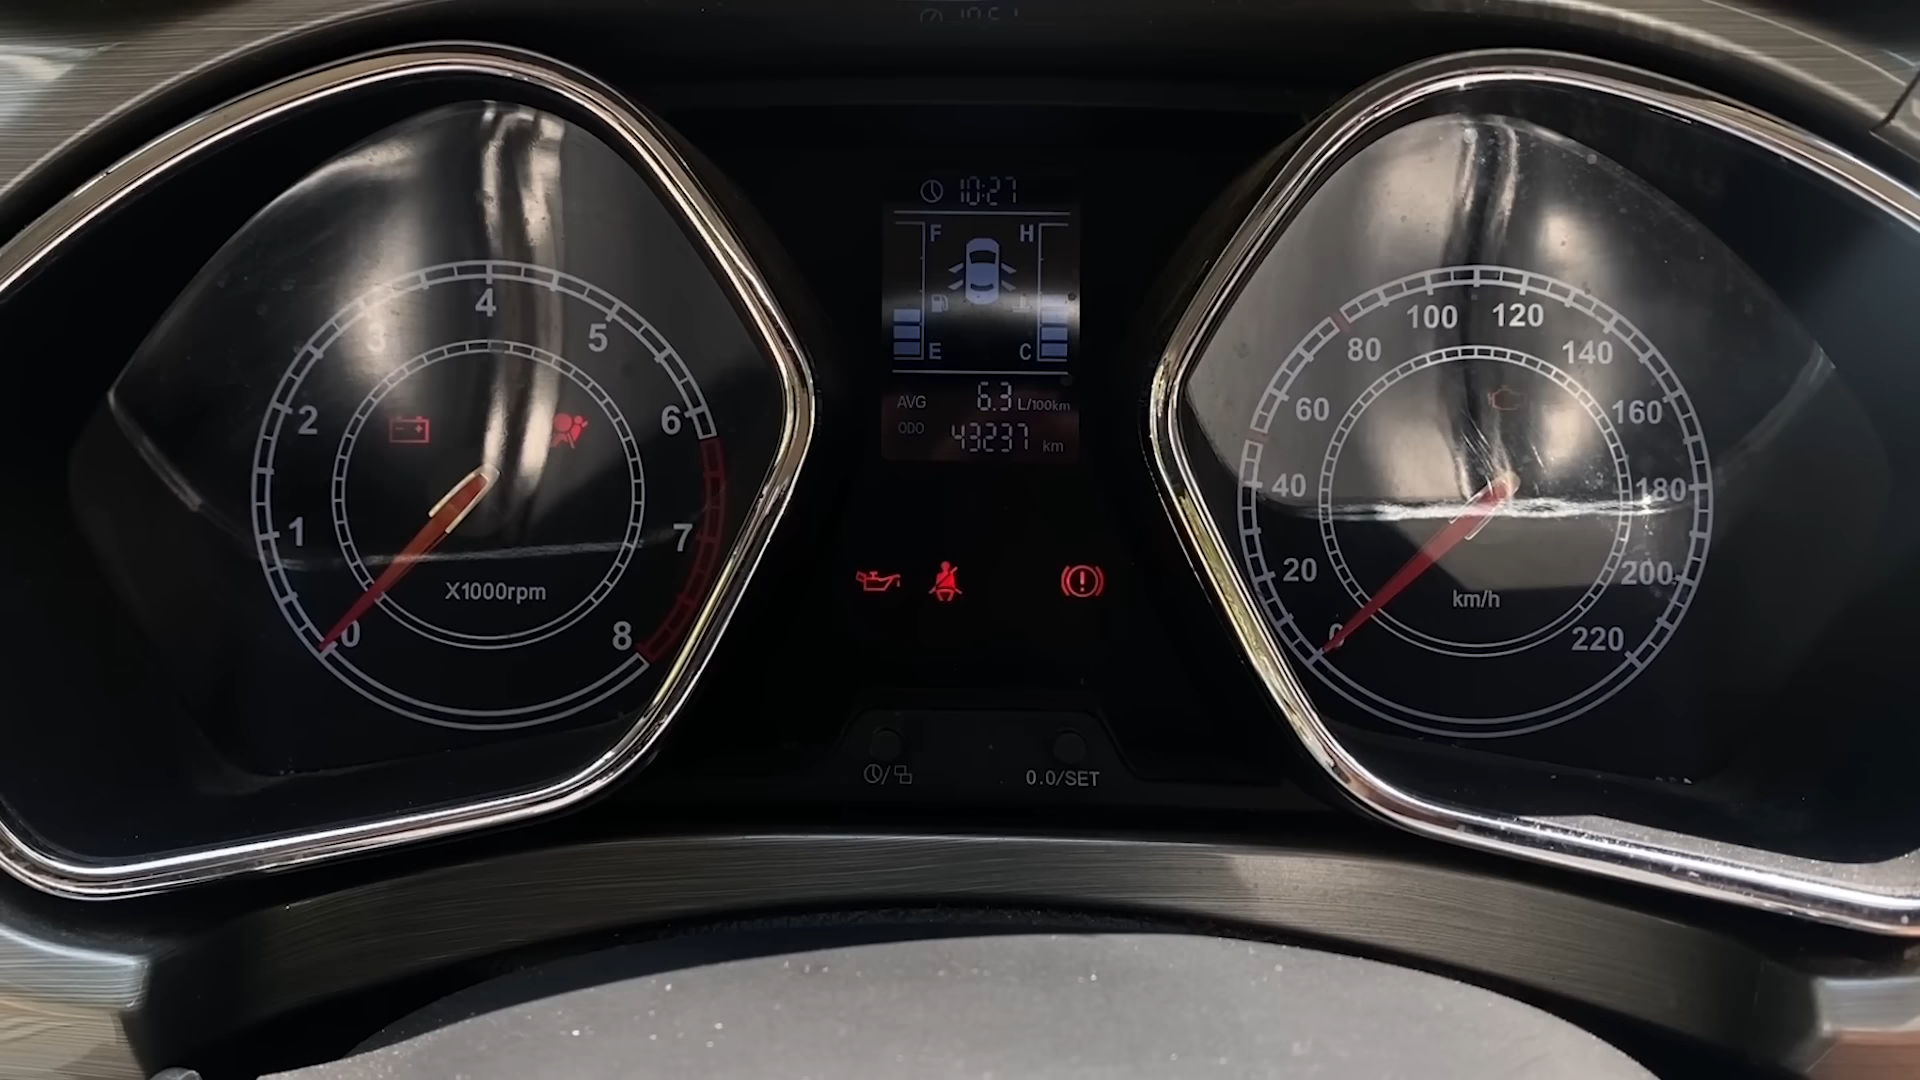 10:27
F H
E C
AVG 6.3 L/100km
ODO 43237 km
0 1 2 3 4 5 6 7 8
X1000rpm
0 20 40 60 80 100 120 140 160 180 200 220
km/h
0.0/SET